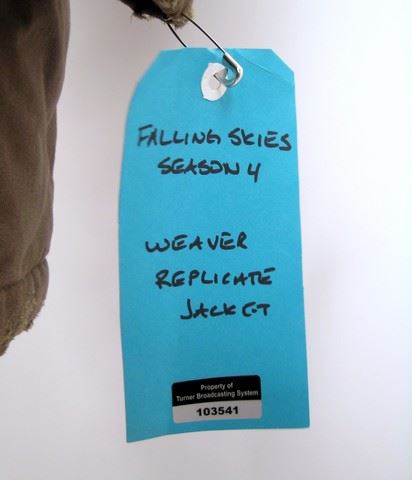 FALLING SKIES
SEASON 4
WEAVER
REPLICATE
JACKET
Property of
Turner Broadcasting System
103541